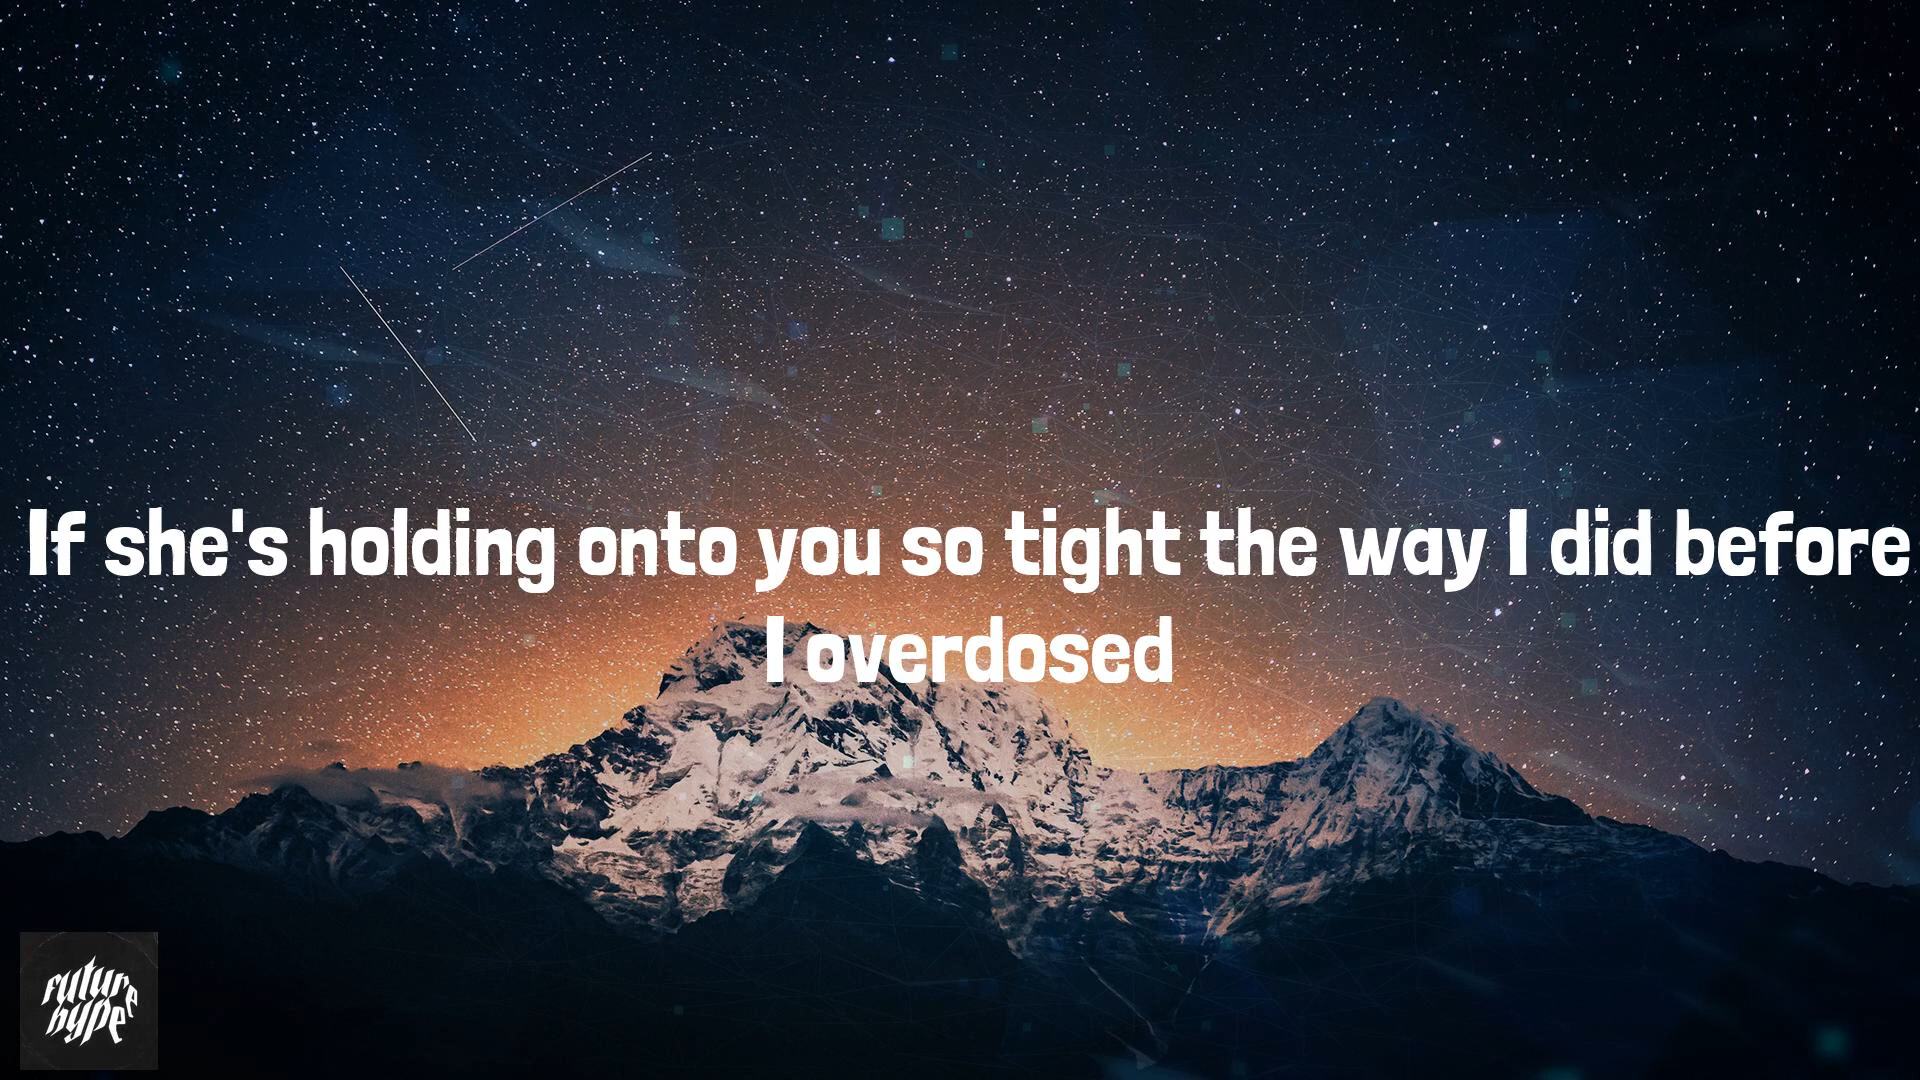 If she's holding onto you so tight the way I did before
I overdosed
future
hype